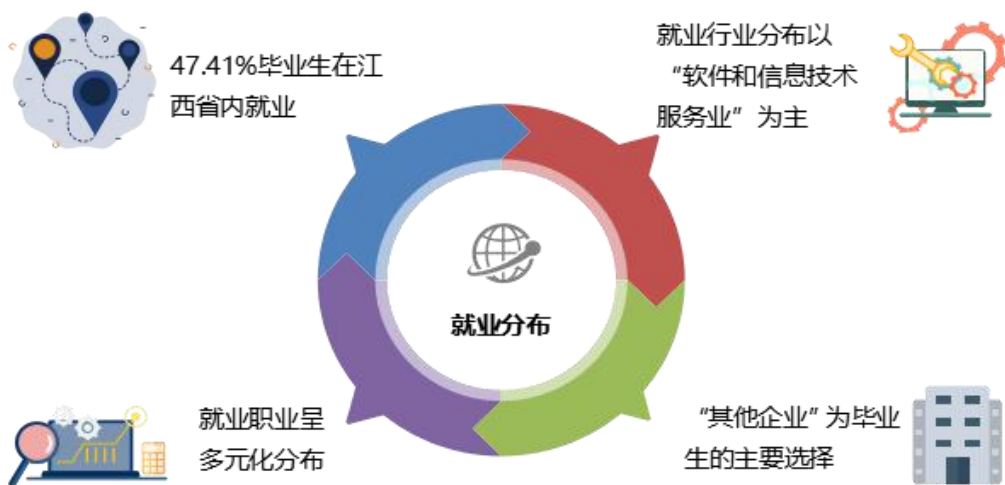 47.41%毕业生在江
西省内就业
就业行业分布以
“软件和信息技术
服务业”为主
就业分布
就业职业呈
多元化分布
“其他企业”为毕业
生的主要选择